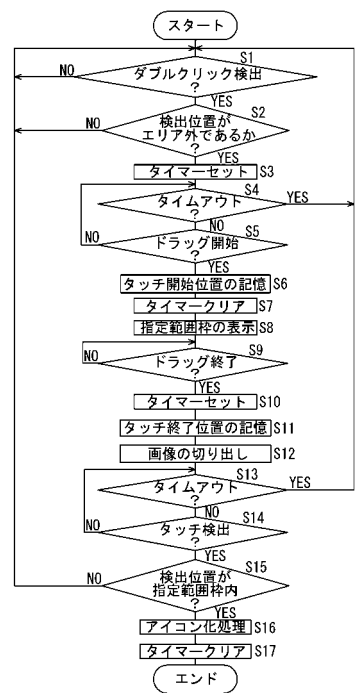 スタート
S1
ダブルクリック検出
?
NO
YES
S2
検出位置が
エリア外であるか
?
NO
YES
タイマーセット S3
S4
タイムアウト
?
YES
NO
S5
ドラッグ開始
?
NO
YES
タッチ開始位置の記憶 S6
タイマークリア S7
指定範囲枠の表示 S8
S9
ドラッグ終了
?
NO
YES
タイマーセット S10
タッチ終了位置の記憶 S11
画像の切り出し S12
S13
タイムアウト
?
YES
NO
S14
タッチ検出
?
NO
YES
S15
検出位置が
指定範囲枠内
?
NO
YES
アイコン化処理 S16
タイマークリア S17
エンド